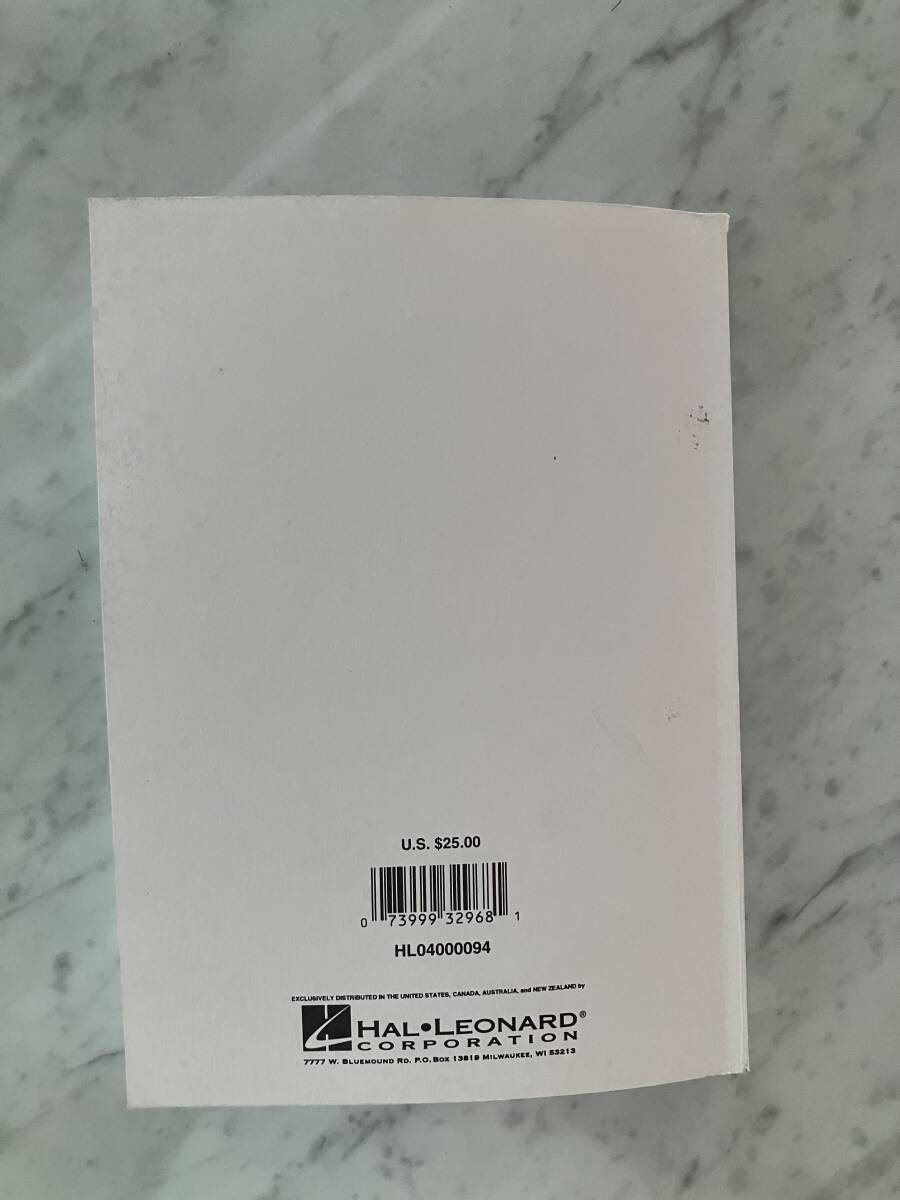 U.S. $25.00
0 73999 32968 1
HL04000094
EXCLUSIVELY DISTRIBUTED IN THE UNITED STATES, CANADA, AUSTRALIA, and NEW ZEALAND by
HAL•LEONARD®
CORPORATION
7777 W. BLUEMOUND RD. P.O. BOX 13819 MILWAUKEE, WI 53213